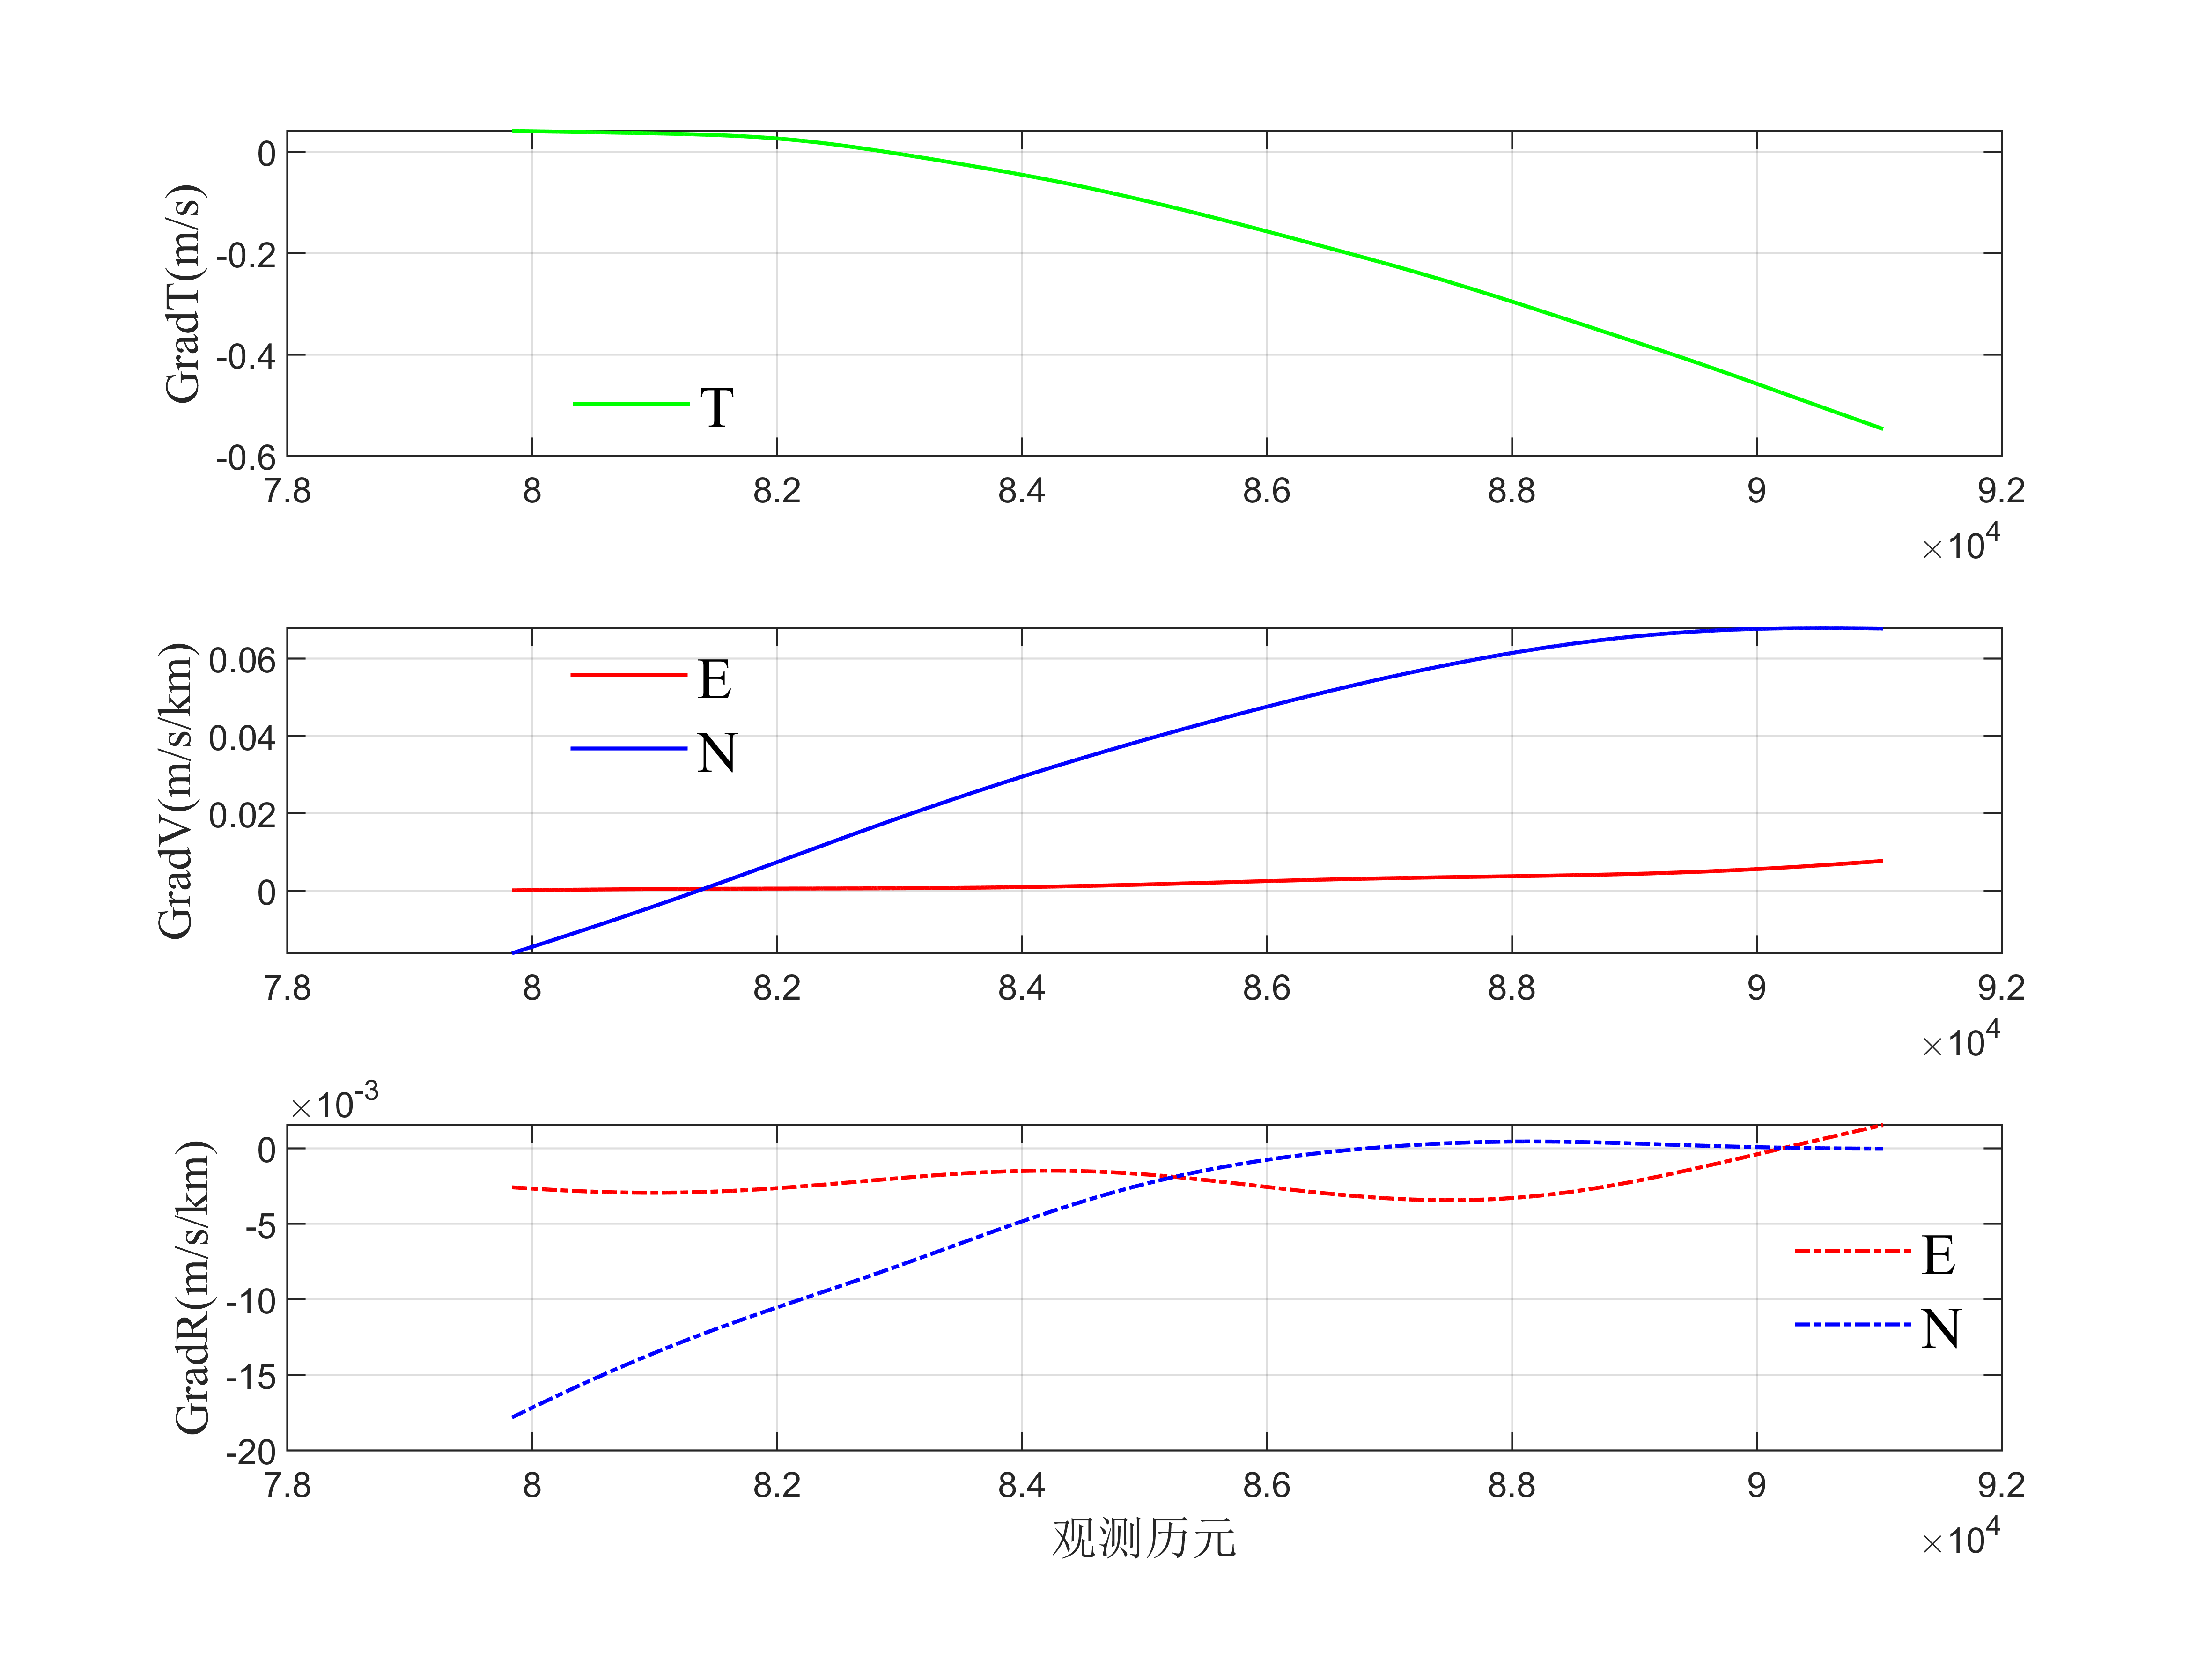 GradT(m/s)
0
-0.2
-0.4
-0.6
T
7.8 8 8.2 8.4 8.6 8.8 9 9.2
×10^4
GradV(m/s/km)
0.06
0.04
0.02
0
E
N
7.8 8 8.2 8.4 8.6 8.8 9 9.2
×10^4
×10^-3
GradR(m/s/km)
0
-5
-10
-15
-20
E
N
7.8 8 8.2 8.4 8.6 8.8 9 9.2
×10^4
观测历元